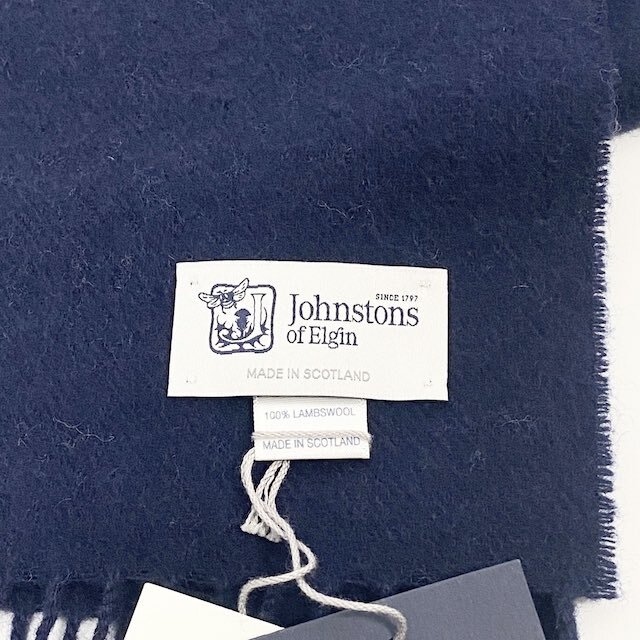 SINCE 1797
Johnstons
of Elgin
MADE IN SCOTLAND
100% LAMBSWOOL
MADE IN SCOTLAND